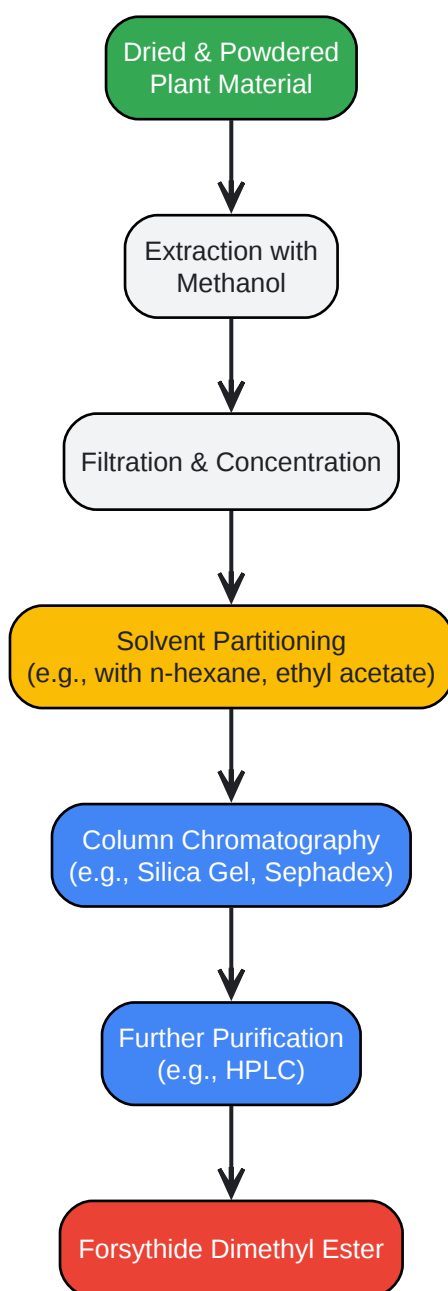 Dried & Powdered
Plant Material
Extraction with
Methanol
Filtration & Concentration
Solvent Partitioning
(e.g., with n-hexane, ethyl acetate)
Column Chromatography
(e.g., Silica Gel, Sephadex)
Further Purification
(e.g., HPLC)
Forsythide Dimethyl Ester